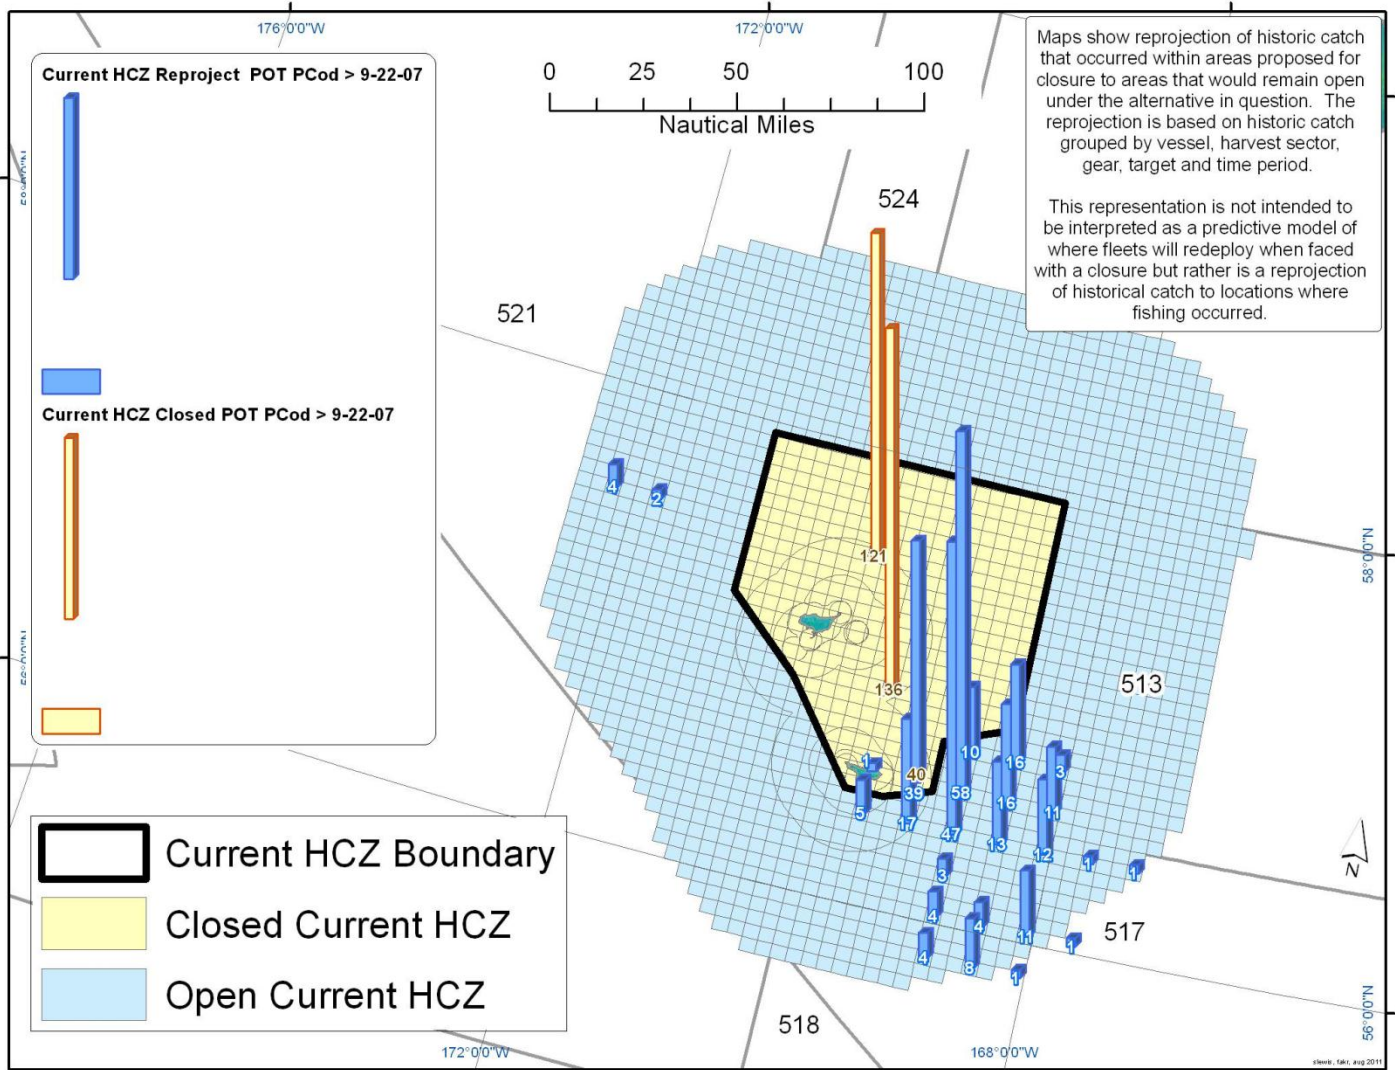 176°0'0"W
172°0'0"W
Current HCZ Reproject POT PCod > 9-22-07
Current HCZ Closed POT PCod > 9-22-07
0 25 50 100
Nautical Miles
Maps show reprojection of historic catch
that occurred within areas proposed for
closure to areas that would remain open
under the alternative in question. The
reprojection is based on historic catch
grouped by vessel, harvest sector,
gear, target and time period.
This representation is not intended to
be interpreted as a predictive model of
where fleets will redeploy when faced
with a closure but rather is a reprojection
of historical catch to locations where
fishing occurred.
524
521
4
2
121
136
513
58°0'0"N
10
16
3
1
40
39
58
16
11
5
17
47
13
12
3
1
1
4
4
11
4
8
1
1
517
518
N
56°0'0"N
Current HCZ Boundary
Closed Current HCZ
Open Current HCZ
172°0'0"W
168°0'0"W
slewis, fakr, aug 2011